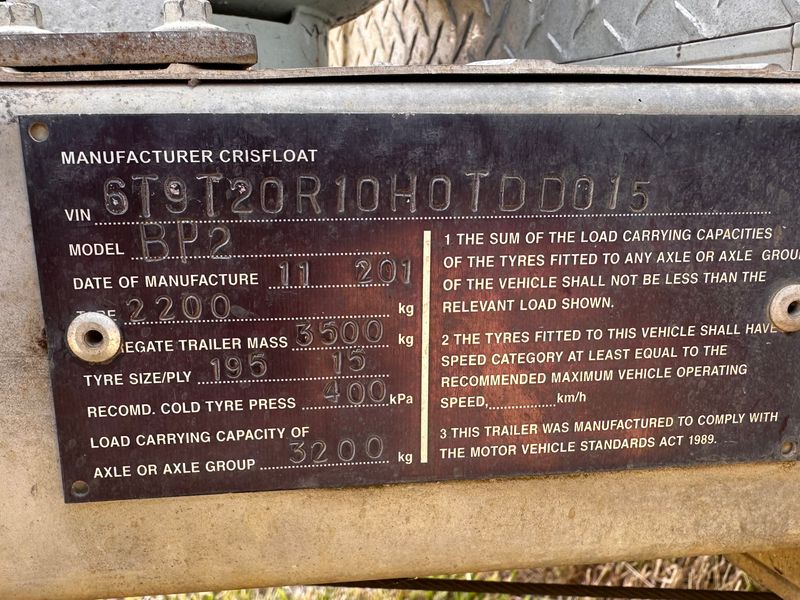 MANUFACTURER CRISFLOAT
VIN 6T9T20R10H0TDD015
MODEL BP2
DATE OF MANUFACTURE 11 201
2200 kg
EGATE TRAILER MASS 3500 kg
TYRE SIZE/PLY 195 15
RECOMD. COLD TYRE PRESS 400 kPa
LOAD CARRYING CAPACITY OF
AXLE OR AXLE GROUP 3200 kg
1 THE SUM OF THE LOAD CARRYING CAPACITIES
OF THE TYRES FITTED TO ANY AXLE OR AXLE GROUP
OF THE VEHICLE SHALL NOT BE LESS THAN THE
RELEVANT LOAD SHOWN.
2 THE TYRES FITTED TO THIS VEHICLE SHALL HAVE
SPEED CATEGORY AT LEAST EQUAL TO THE
RECOMMENDED MAXIMUM VEHICLE OPERATING
SPEED,............... km/h
3 THIS TRAILER WAS MANUFACTURED TO COMPLY WITH
THE MOTOR VEHICLE STANDARDS ACT 1989.